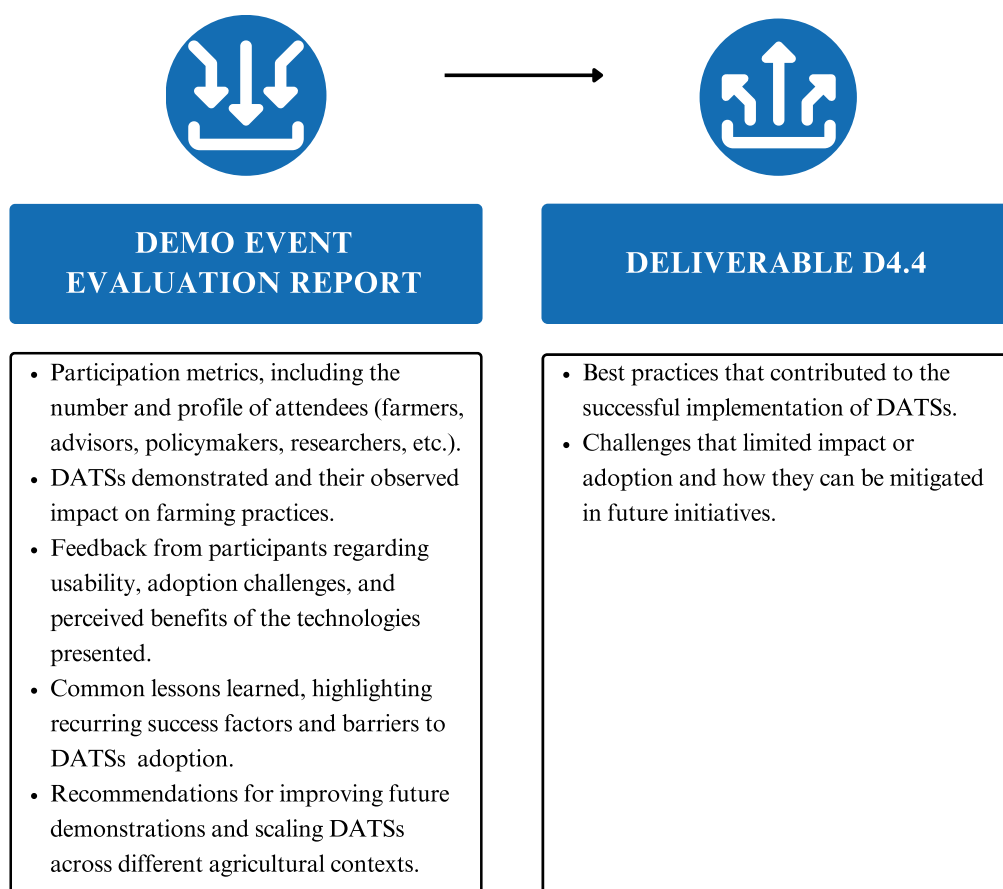 DEMO EVENT
EVALUATION REPORT
• Participation metrics, including the
number and profile of attendees (farmers,
advisors, policymakers, researchers, etc.).
• DATSs demonstrated and their observed
impact on farming practices.
• Feedback from participants regarding
usability, adoption challenges, and
perceived benefits of the technologies
presented.
• Common lessons learned, highlighting
recurring success factors and barriers to
DATSs adoption.
• Recommendations for improving future
demonstrations and scaling DATSs
across different agricultural contexts.
DELIVERABLE D4.4
• Best practices that contributed to the
successful implementation of DATSs.
• Challenges that limited impact or
adoption and how they can be mitigated
in future initiatives.